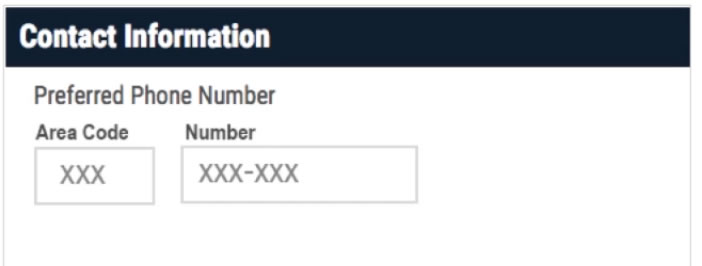 Contact Information
Preferred Phone Number
Area Code Number
XXX XXX-XXX